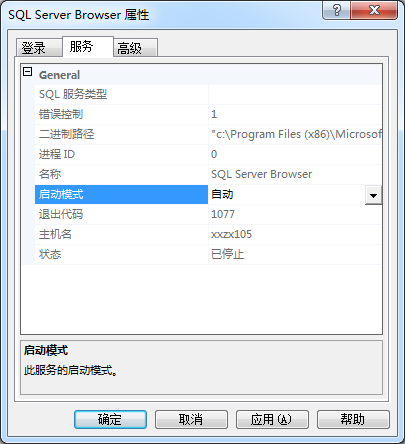 SQL Server Browser 属性
登录 服务 高级
General
SQL 服务类型
错误控制 1
二进制路径 "c:\Program Files (x86)\Microsof
进程 ID 0
名称 SQL Server Browser
启动模式 自动
退出代码 1077
主机名 xxzx105
状态 已停止
启动模式
此服务的启动模式。
确定 取消 应用(A) 帮助